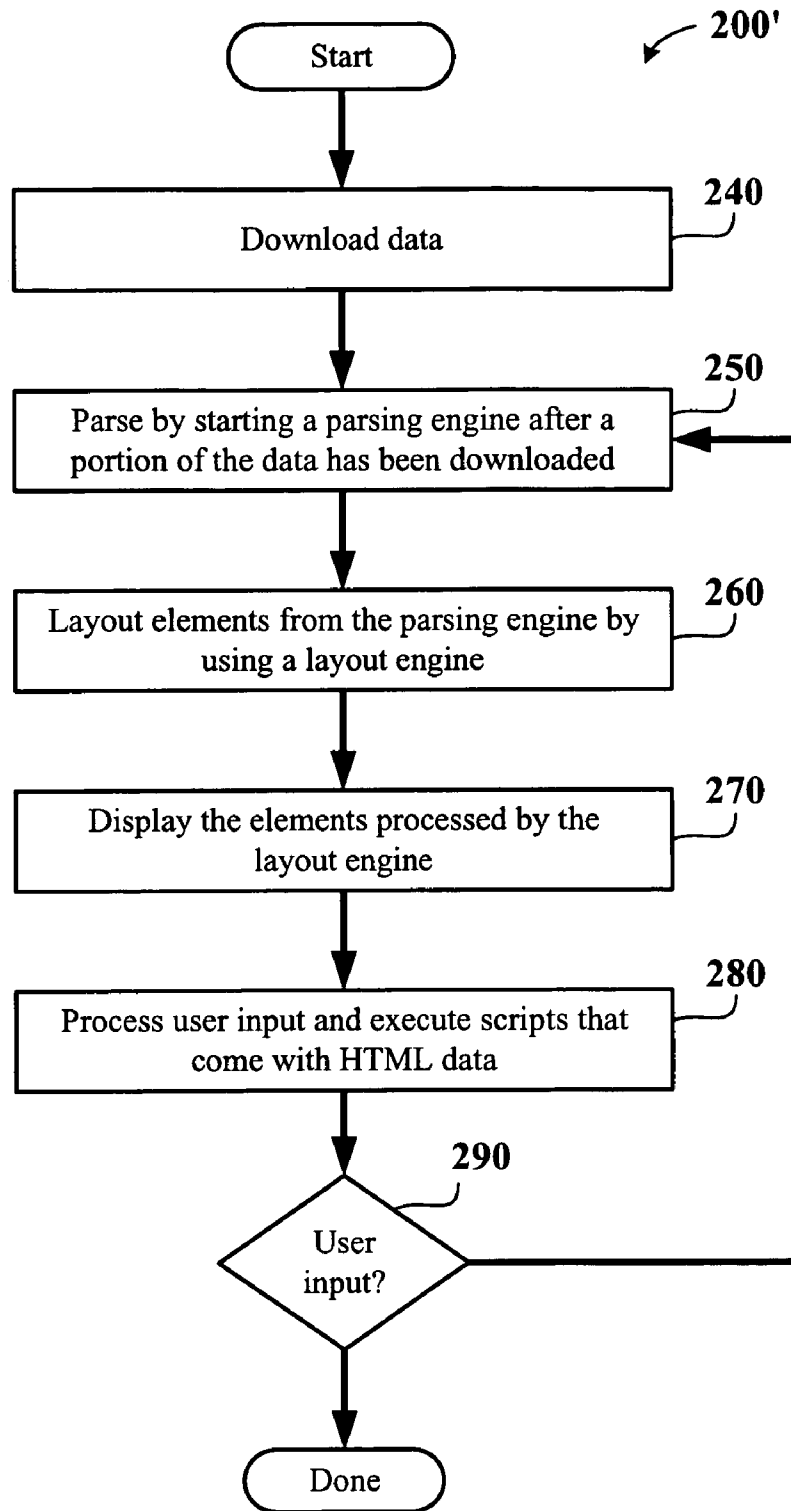 200'
Start
240
Download data
250
Parse by starting a parsing engine after a
portion of the data has been downloaded
260
Layout elements from the parsing engine by
using a layout engine
270
Display the elements processed by the
layout engine
280
Process user input and execute scripts that
come with HTML data
290
User
input?
Done